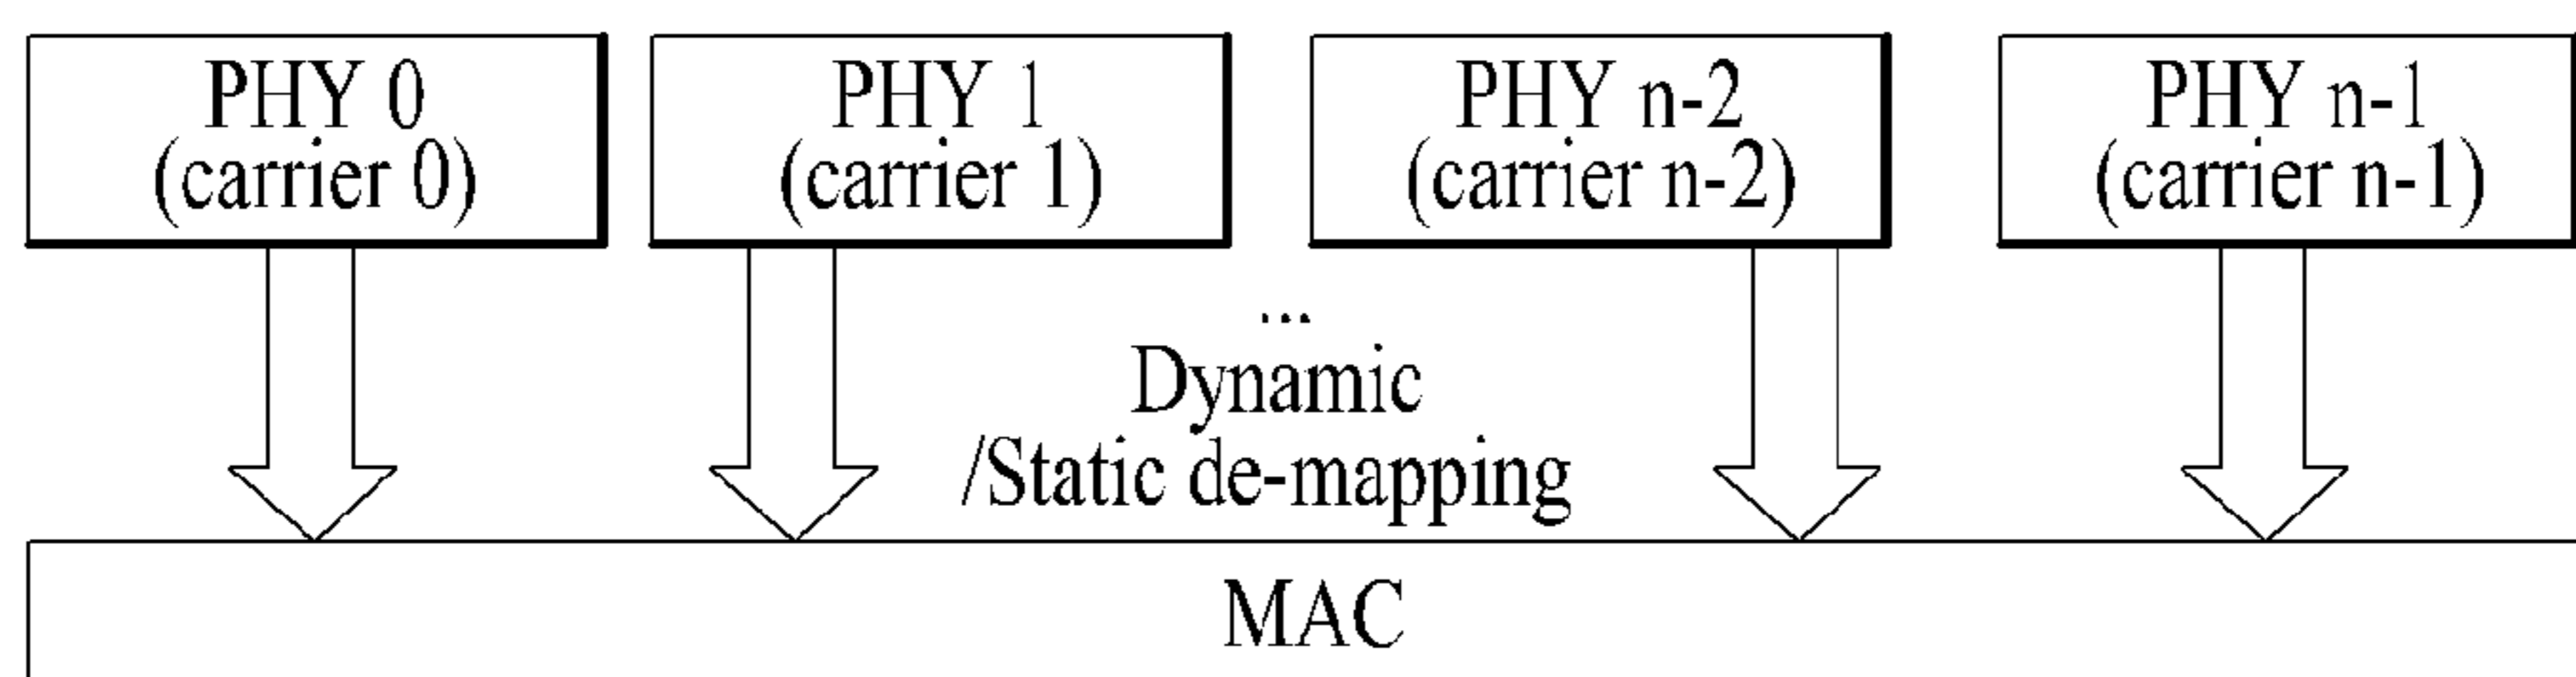 PHY 0
(carrier 0)
PHY 1
(carrier 1)
PHY n-2
(carrier n-2)
PHY n-1
(carrier n-1)
...
Dynamic
/Static de-mapping
MAC